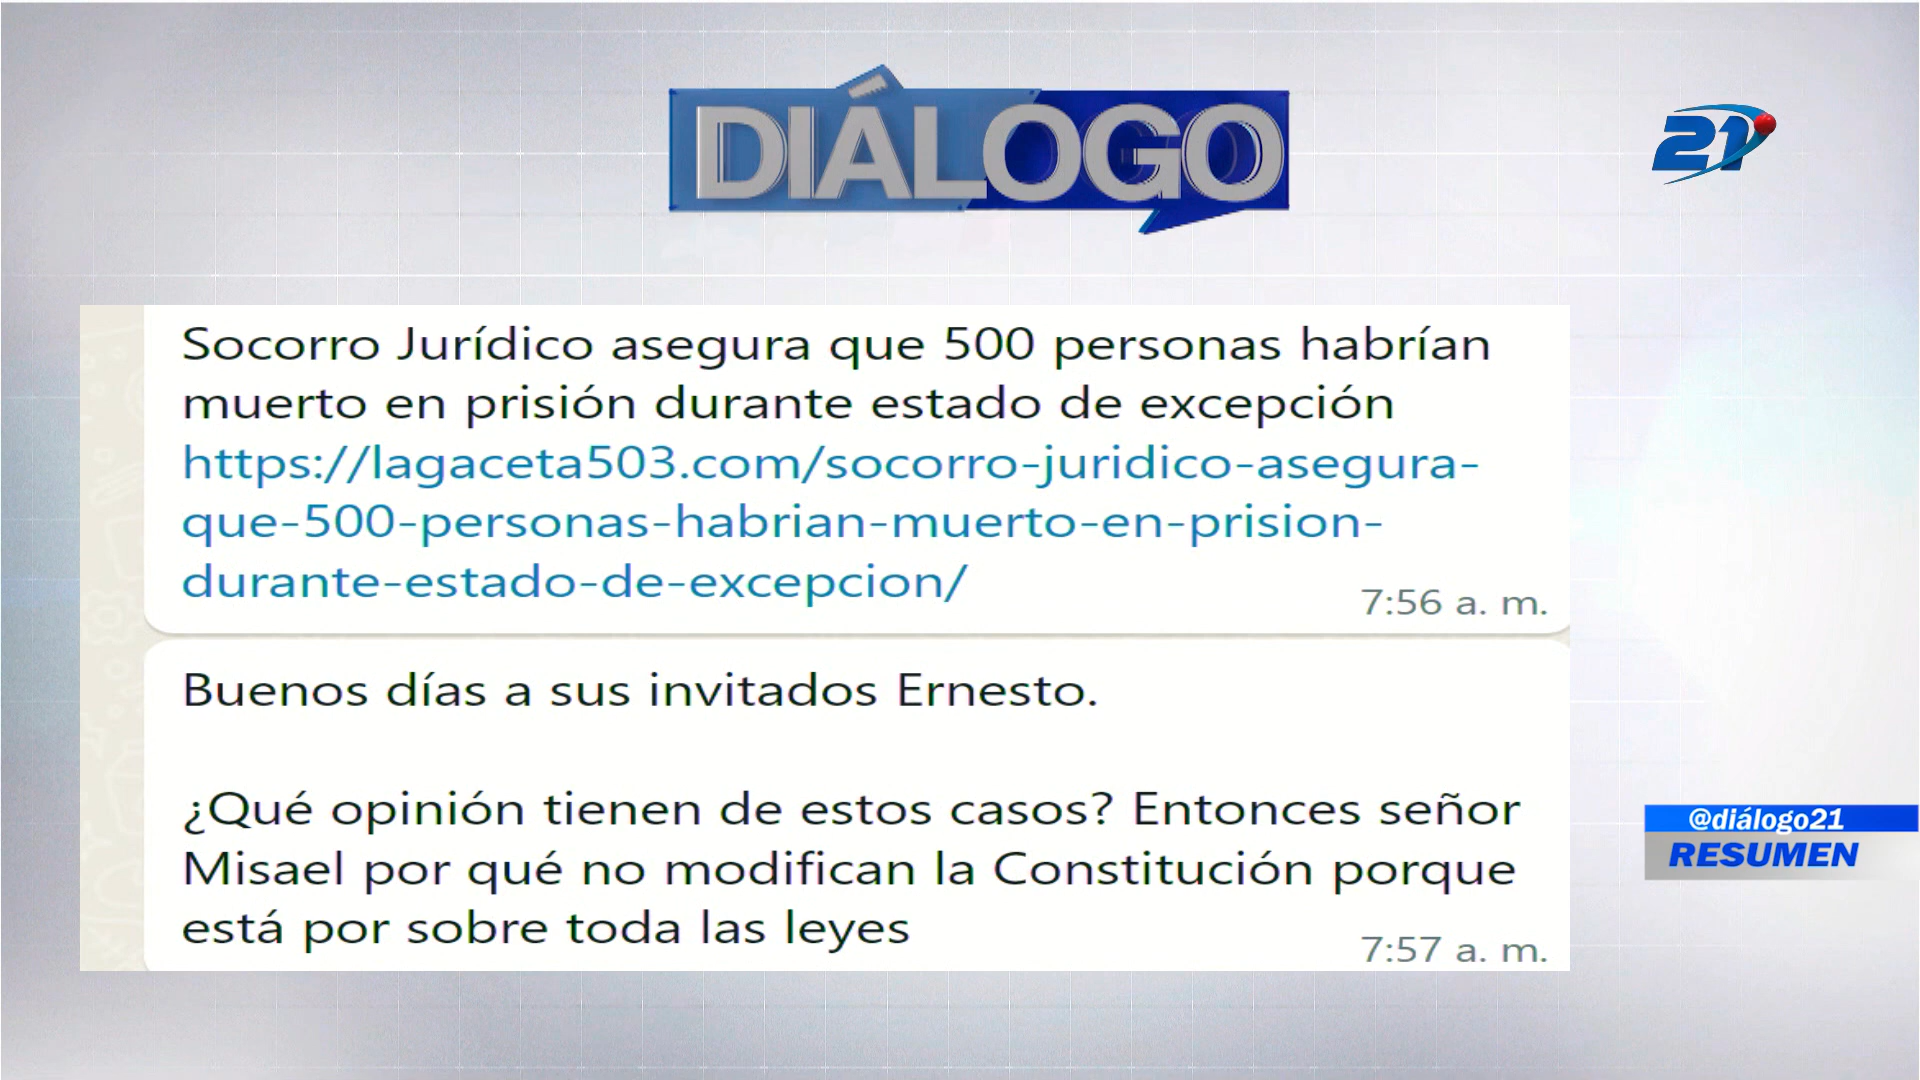 DIÁLOGO
21
Socorro Jurídico asegura que 500 personas habrían
muerto en prisión durante estado de excepción
https://lagaceta503.com/socorro-juridico-asegura-
que-500-personas-habrian-muerto-en-prision-
durante-estado-de-excepcion/
7:56 a. m.
Buenos días a sus invitados Ernesto.
¿Qué opinión tienen de estos casos? Entonces señor
Misael por qué no modifican la Constitución porque
está por sobre toda las leyes
7:57 a. m.
@diálogo21
RESUMEN